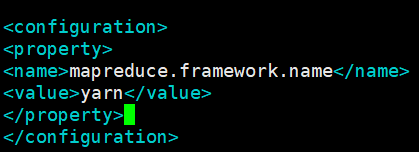 <configuration>
<property>
<name>mapreduce.framework.name</name>
<value>yarn</value>
</property>
</configuration>